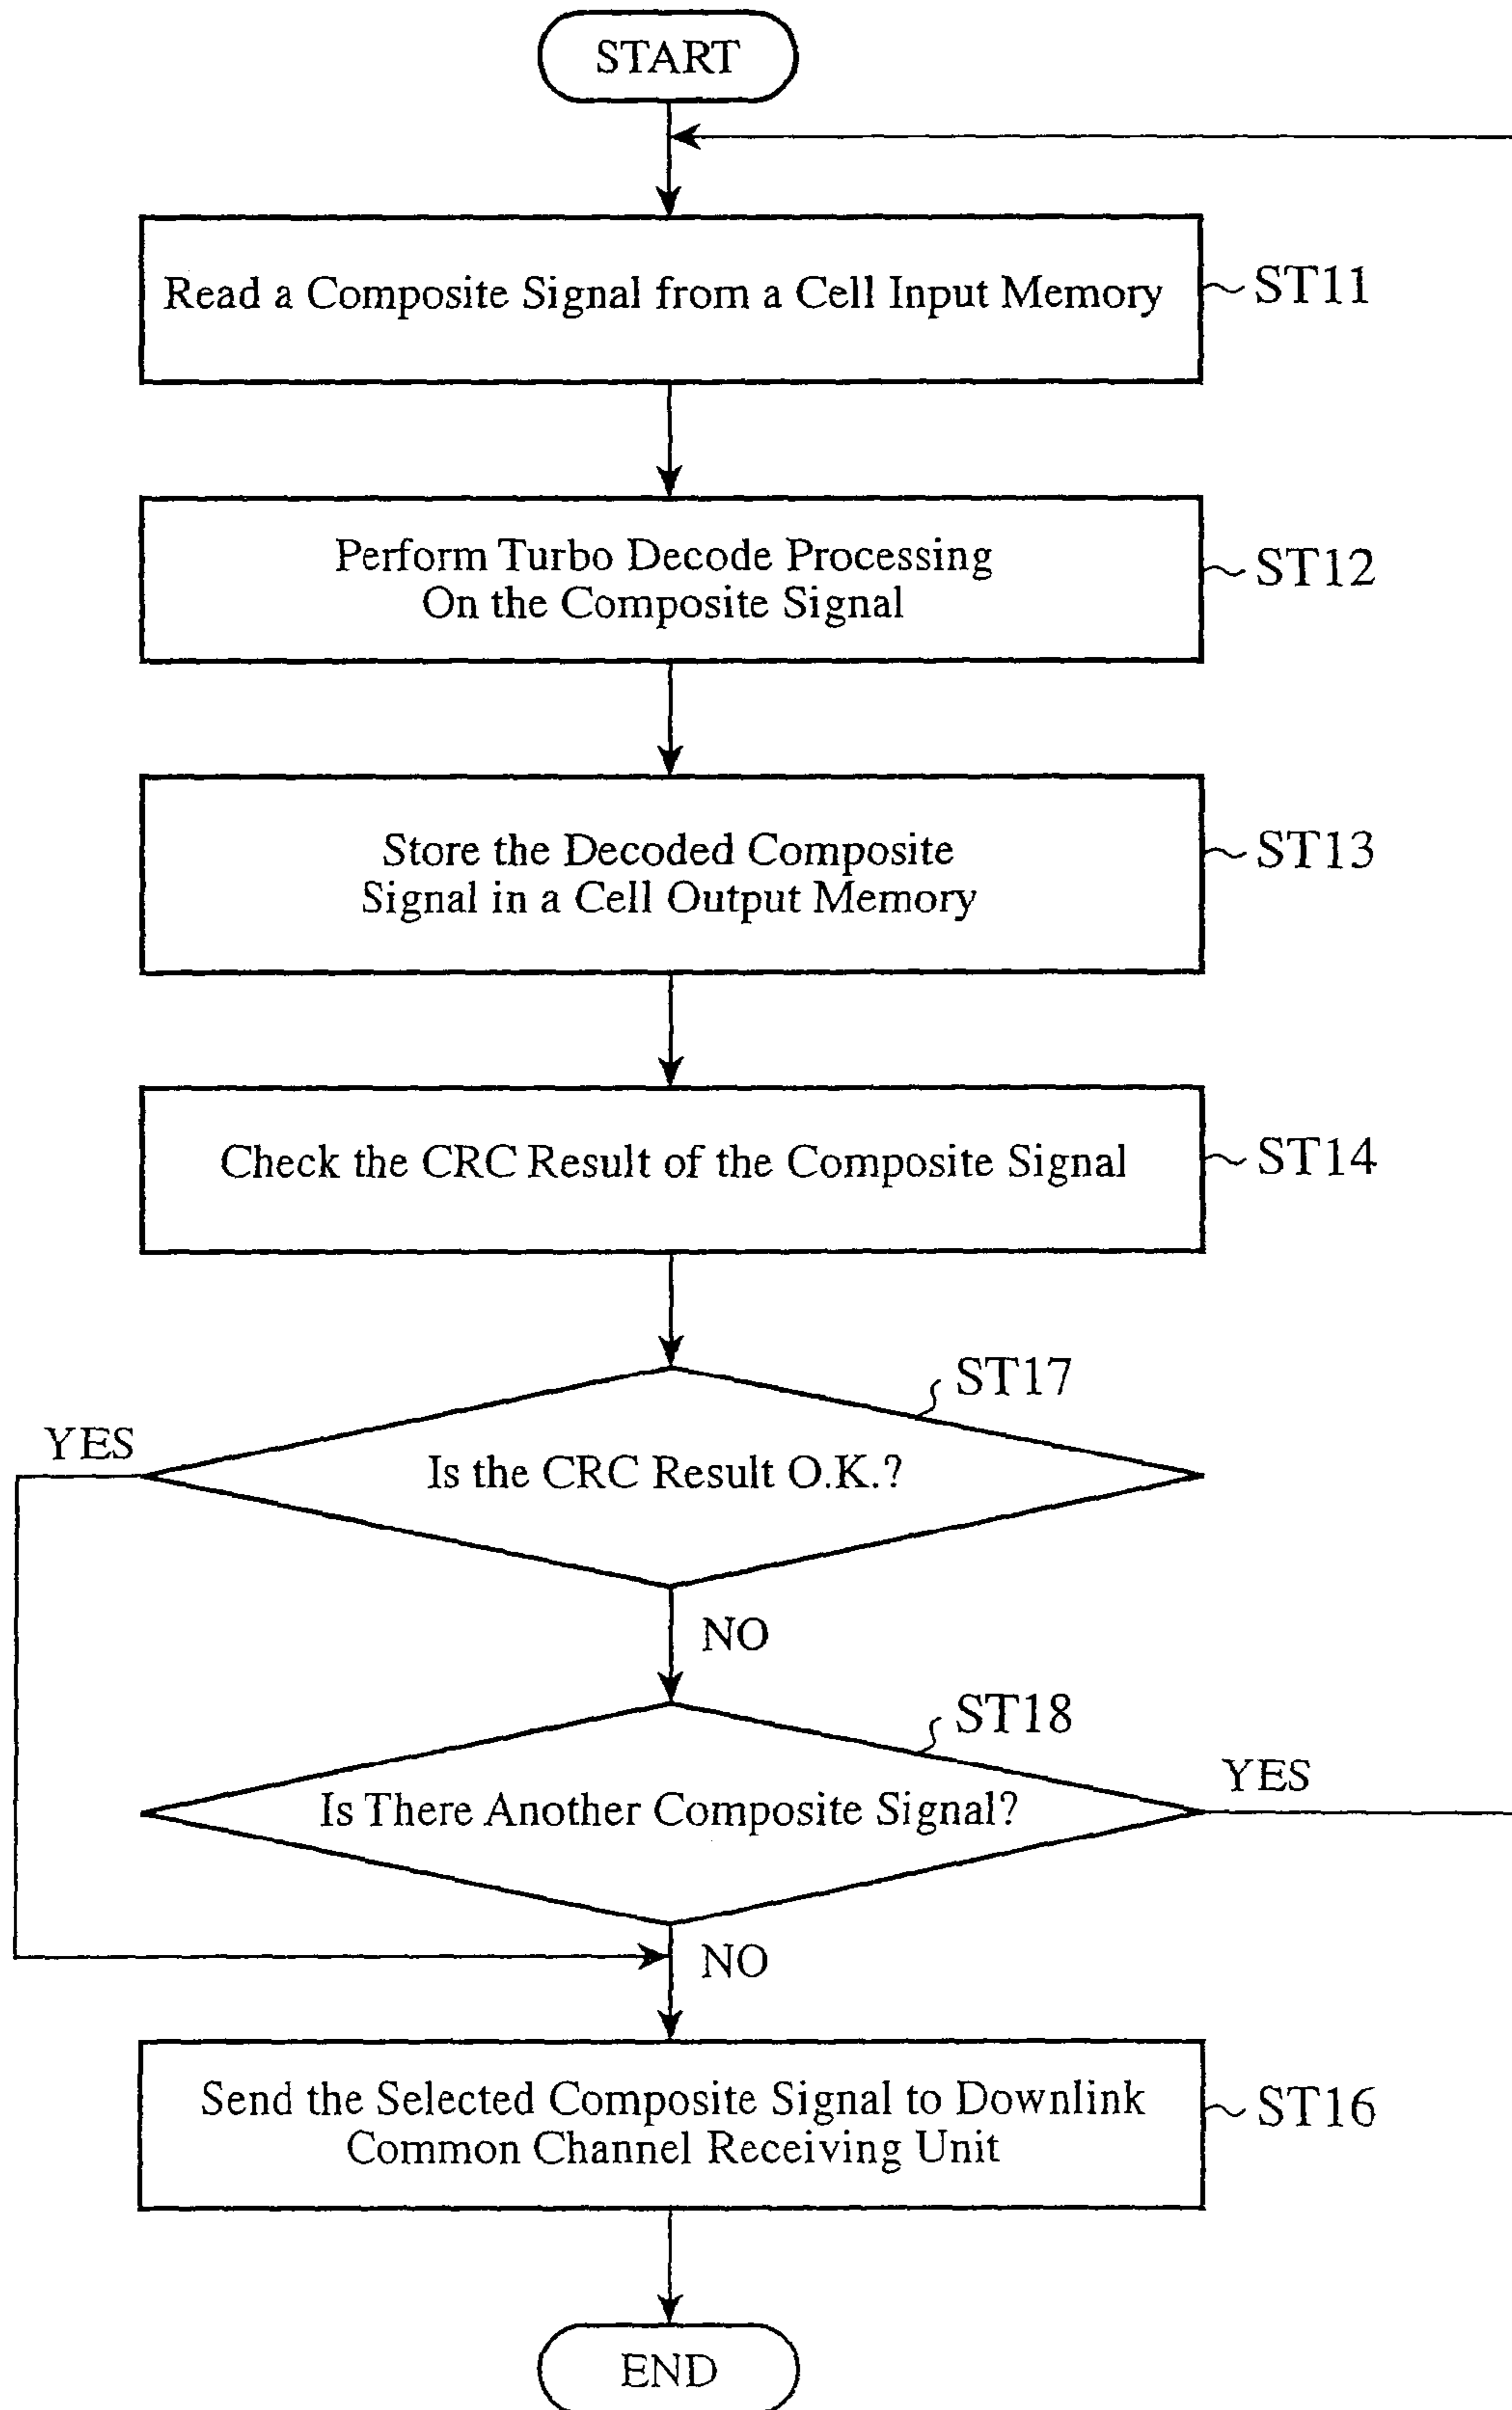 START
Read a Composite Signal from a Cell Input Memory
ST11
Perform Turbo Decode Processing
On the Composite Signal
ST12
Store the Decoded Composite
Signal in a Cell Output Memory
ST13
Check the CRC Result of the Composite Signal
ST14
ST17
YES
Is the CRC Result O.K.?
NO
ST18
YES
Is There Another Composite Signal?
NO
Send the Selected Composite Signal to Downlink
Common Channel Receiving Unit
ST16
END